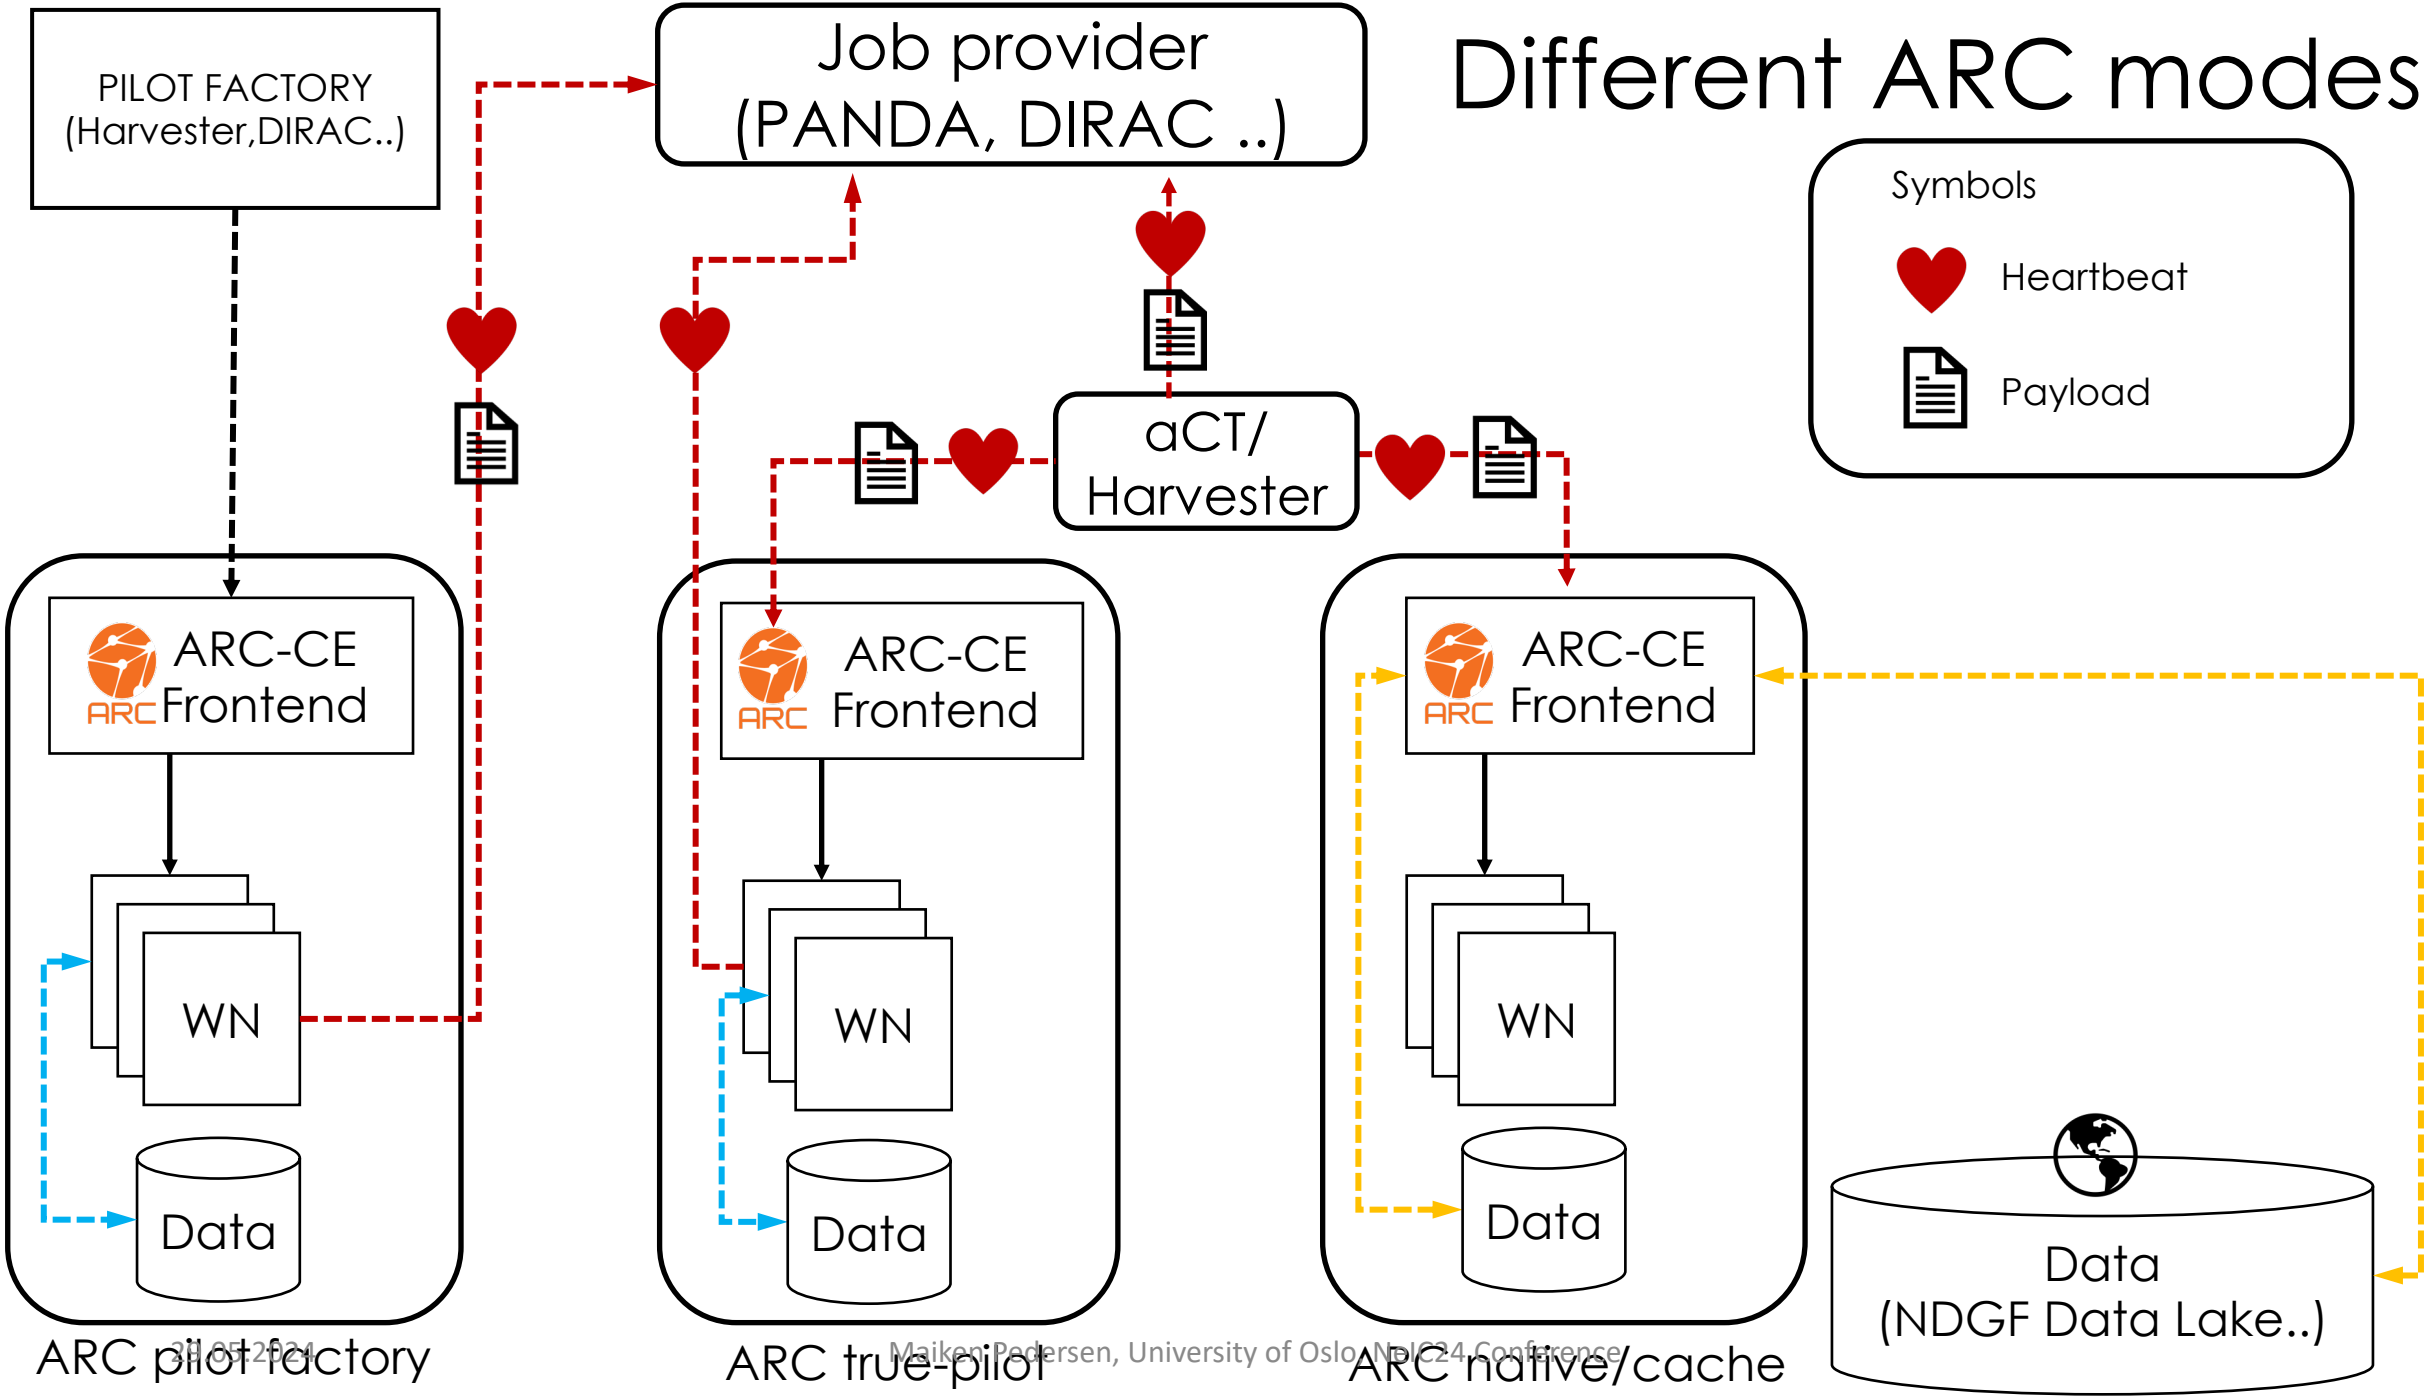 Different ARC modes
PILOT FACTORY
(Harvester,DIRAC..)
Job provider
(PANDA, DIRAC ..)
Symbols
Heartbeat
Payload
aCT/
Harvester
ARC-CE
Frontend
ARC
WN
Data
ARC pilot factory
ARC-CE
Frontend
ARC
WN
Data
ARC true-pilot
ARC-CE
Frontend
ARC
WN
Data
ARC native/cache
Data
(NDGF Data Lake..)
29.05.2024
Maiken Pedersen, University of Oslo, NeIC24 Conference